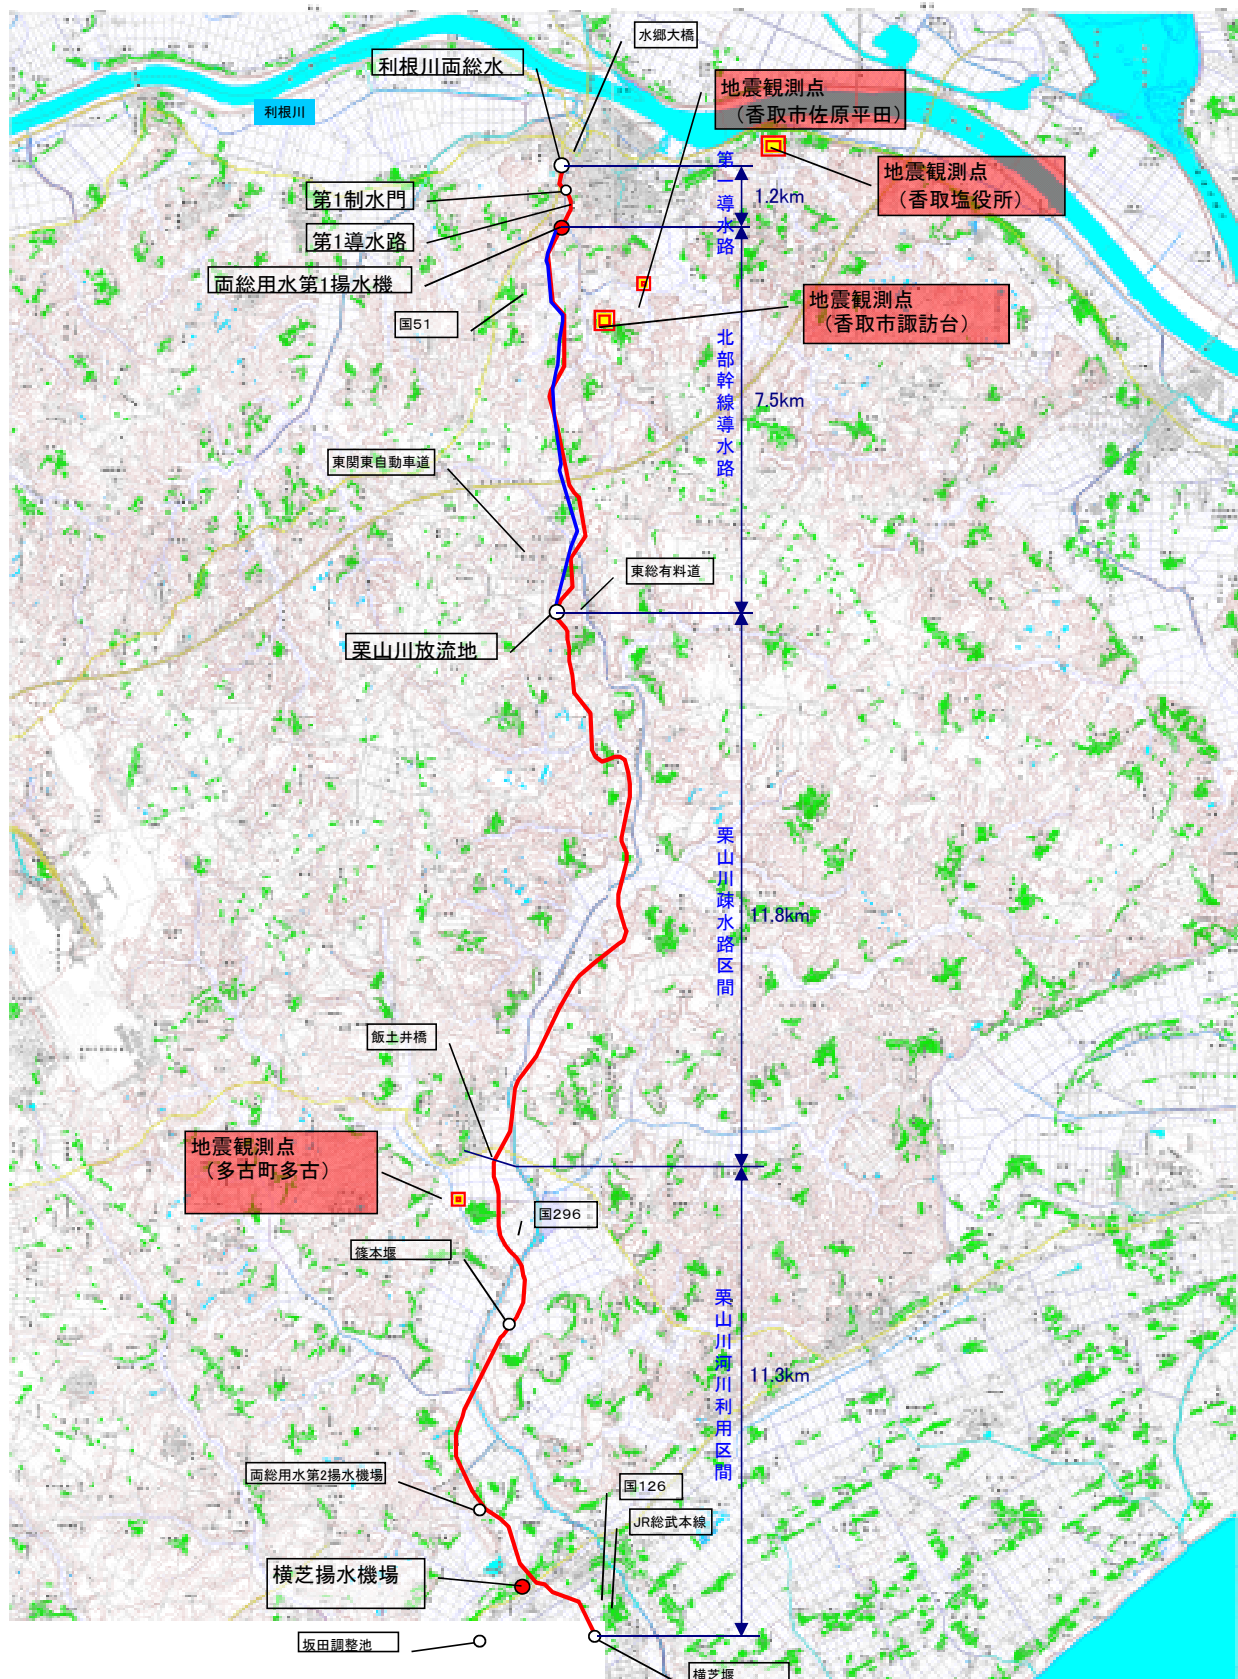 水郷大橋
利根川両総水
地震観測点
（香取市佐原平田）
利根川
第一導水路
地震観測点
（香取塩役所）
第1制水門
1.2km
第1導水路
両総用水第1揚水機
地震観測点
（香取市諏訪台）
国51
北部幹線導水路
7.5km
東関東自動車道
東総有料道
栗山川放流地
栗山川疎水路区間
11.8km
飯土井橋
地震観測点
（多古町多古）
国296
篠本堰
栗山川河川利用区間
11.3km
両総用水第2揚水機場
国126
JR総武本線
横芝揚水機場
坂田調整池
横芝堰